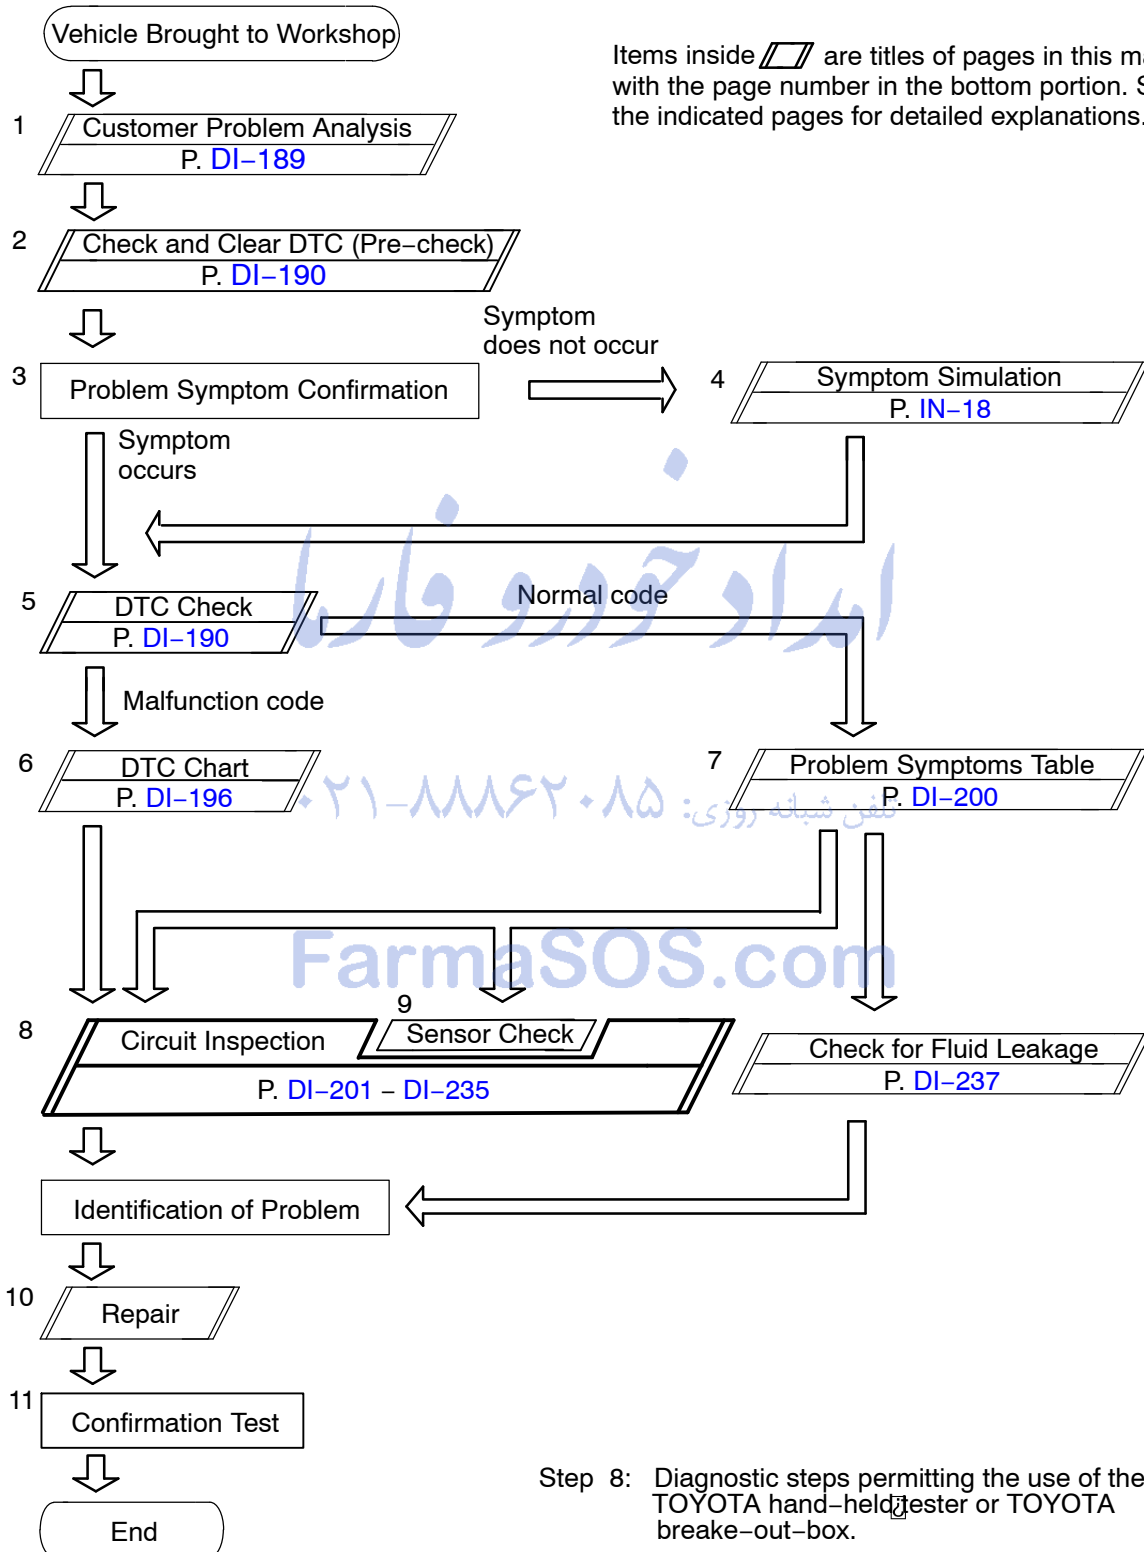 Vehicle Brought to Workshop
Items inside are titles of pages in this ma
with the page number in the bottom portion. S
the indicated pages for detailed explanations.
1 Customer Problem Analysis
P. DI–189
2 Check and Clear DTC (Pre–check)
P. DI–190
Symptom
does not occur
3 Problem Symptom Confirmation
4 Symptom Simulation
P. IN–18
Symptom
occurs
امداد خودرو فارما
5 DTC Check
P. DI–190
Normal code
Malfunction code
6 DTC Chart
P. DI–196
7 Problem Symptoms Table
P. DI–200
تلفن شبانه روزی: ۰۲۱-۸۸۸۶۲۰۸۵
FarmaSOS.com
8 Circuit Inspection
9 Sensor Check
P. DI–201 – DI–235
Check for Fluid Leakage
P. DI–237
Identification of Problem
10 Repair
11 Confirmation Test
End
Step 8: Diagnostic steps permitting the use of the
TOYOTA hand–held tester or TOYOTA
breake–out–box.